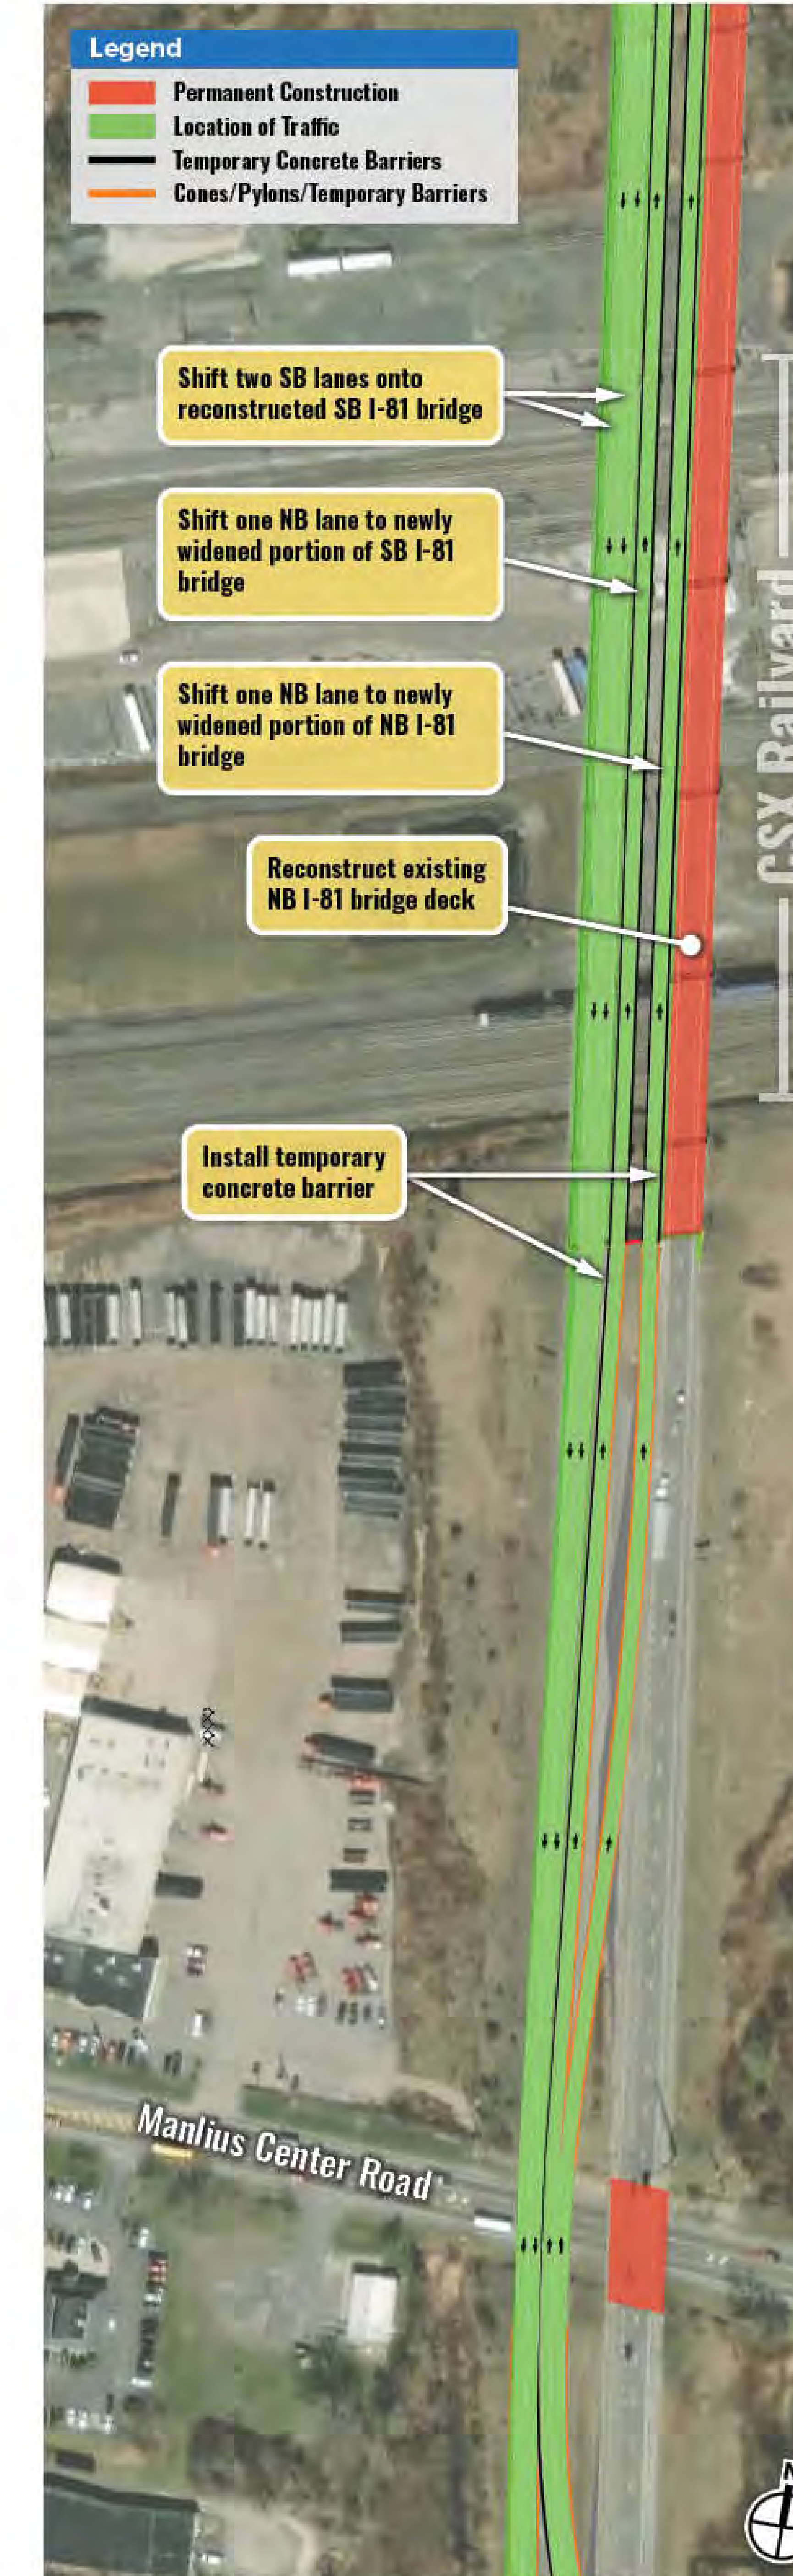 Legend
Permanent Construction
Location of Traffic
Temporary Concrete Barriers
Cones/Pylons/Temporary Barriers
Shift two SB lanes onto
reconstructed SB I-81 bridge
Shift one NB lane to newly
widened portion of SB I-81
bridge
Shift one NB lane to newly
widened portion of NB I-81
bridge
CSX Railyard
Reconstruct existing
NB I-81 bridge deck
Install temporary
concrete barrier
Manlius Center Road
N